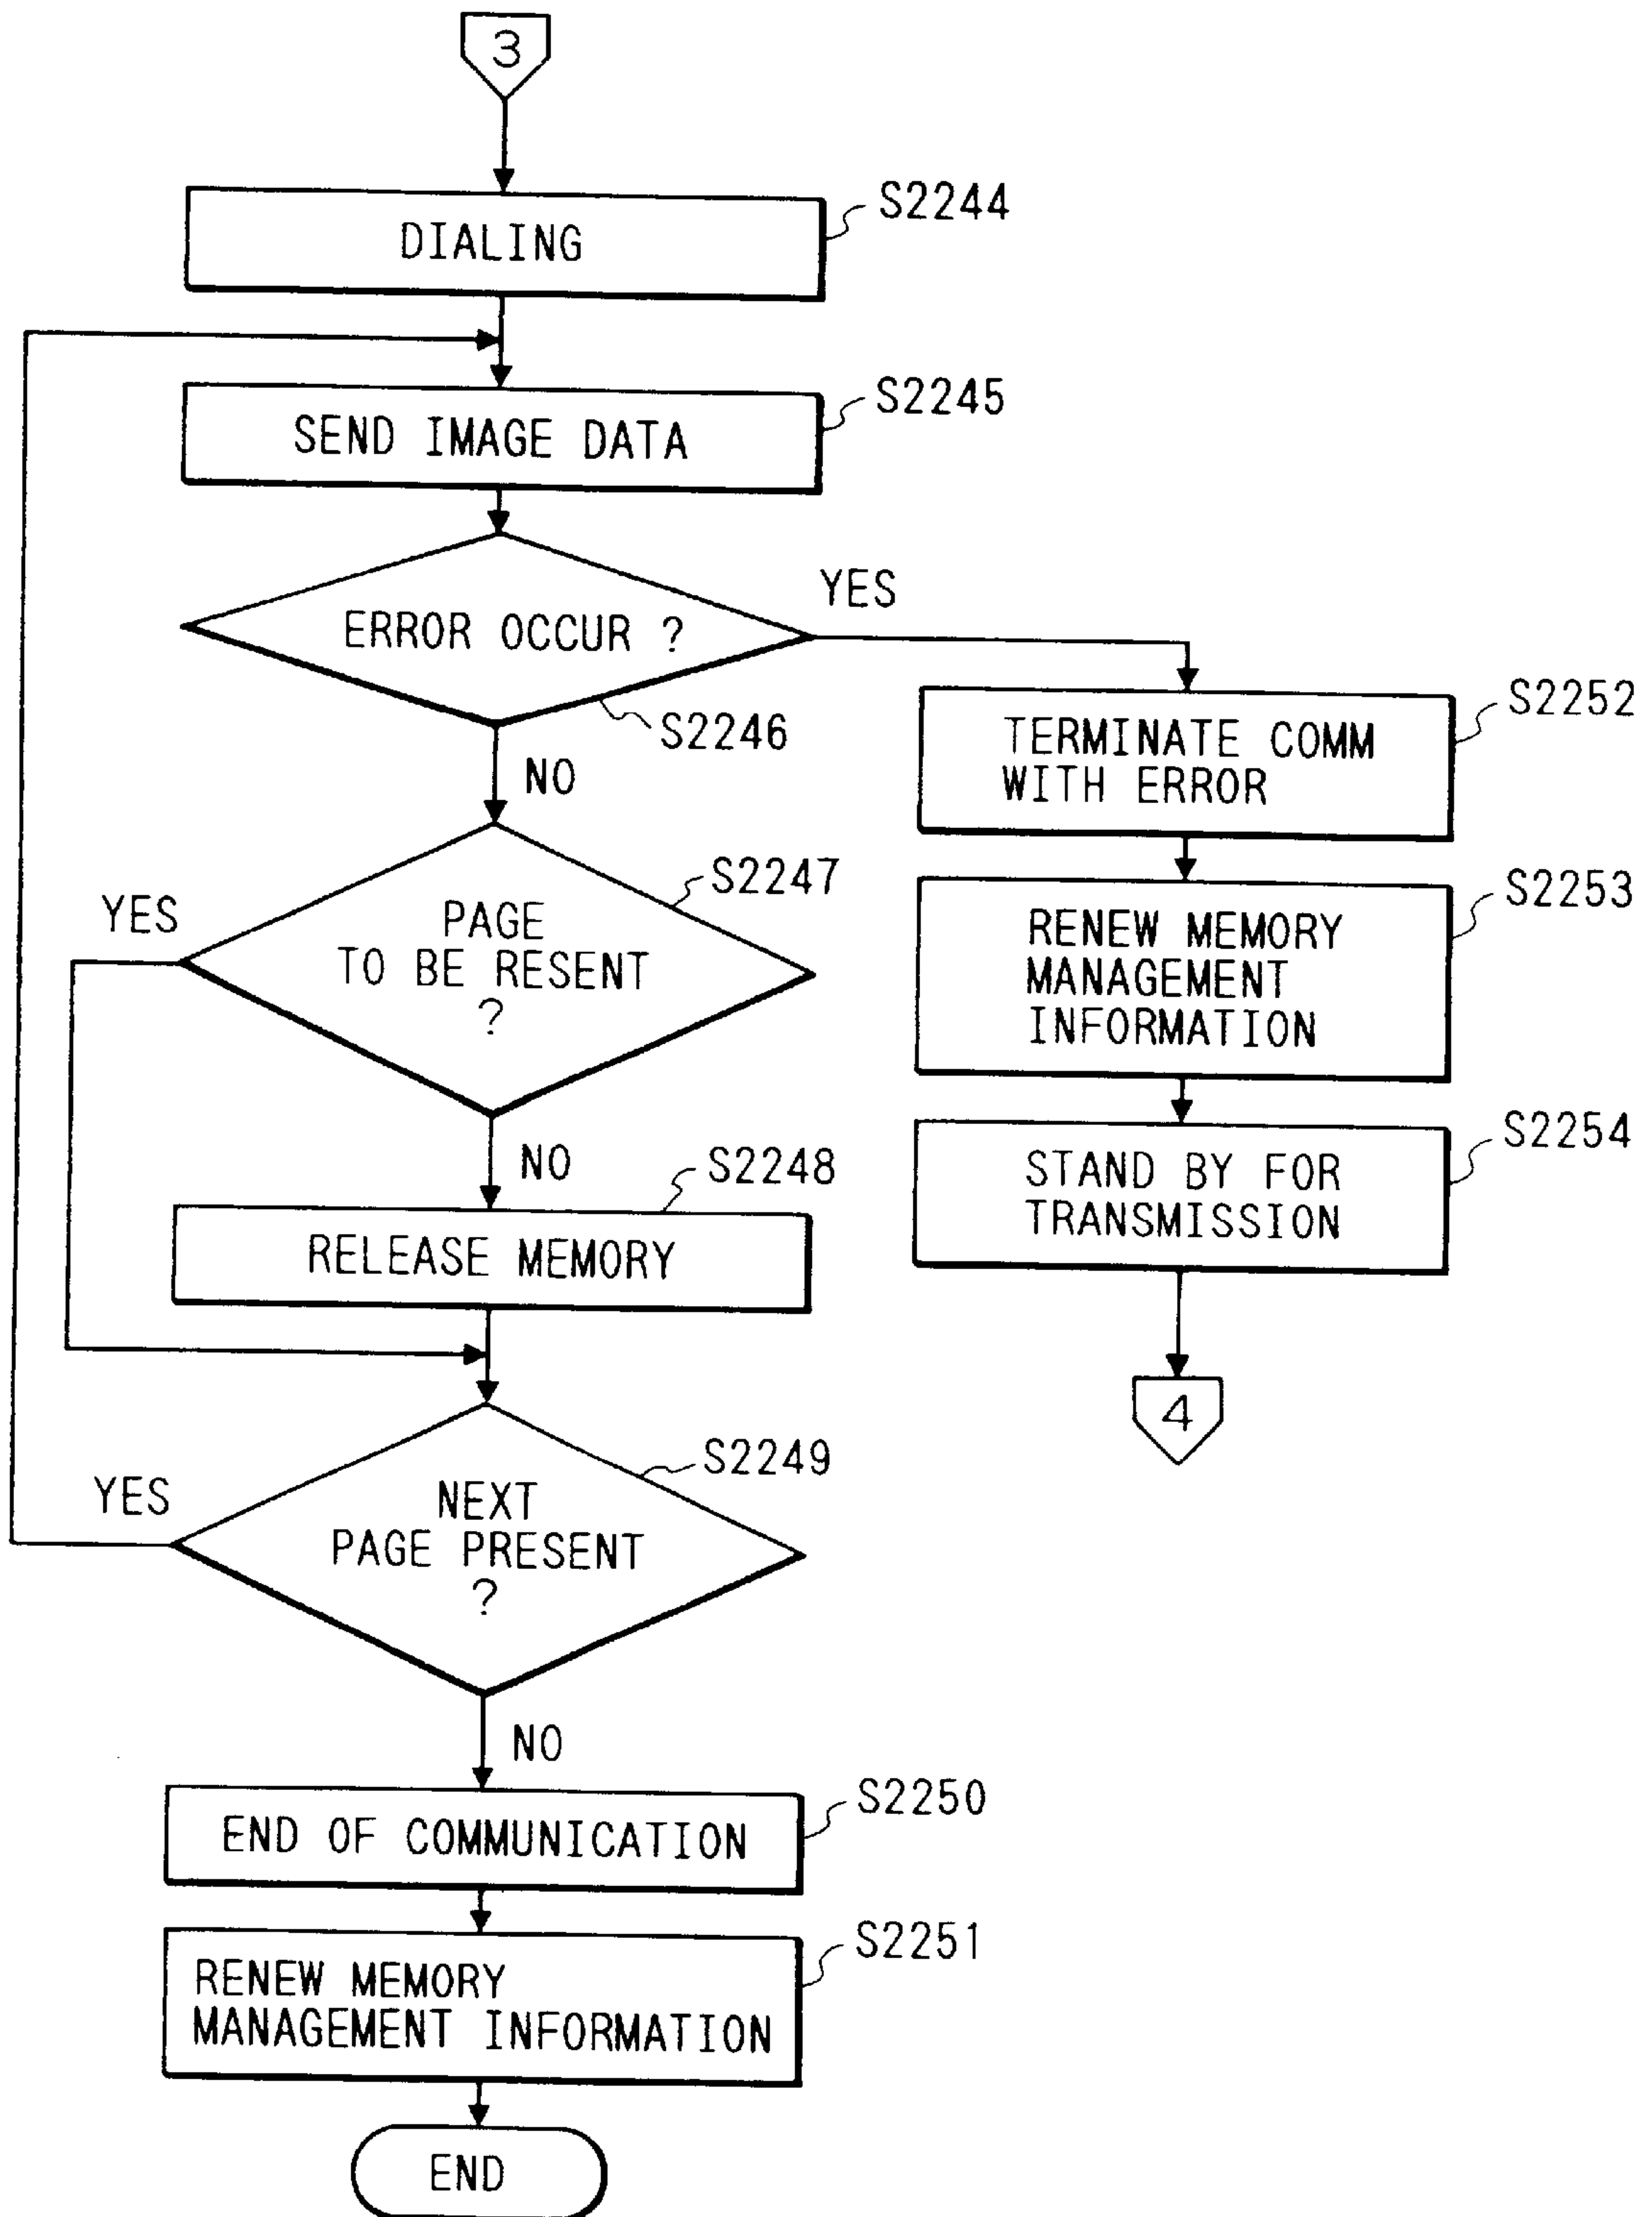 3
DIALING
S2244
SEND IMAGE DATA
S2245
ERROR OCCUR ?
YES
S2246
NO
TERMINATE COMM
WITH ERROR
S2252
PAGE
TO BE RESENT
?
S2247
YES
NO
RENEW MEMORY
MANAGEMENT
INFORMATION
S2253
RELEASE MEMORY
S2248
STAND BY FOR
TRANSMISSION
S2254
4
NEXT
PAGE PRESENT
?
S2249
YES
NO
END OF COMMUNICATION
S2250
RENEW MEMORY
MANAGEMENT INFORMATION
S2251
END